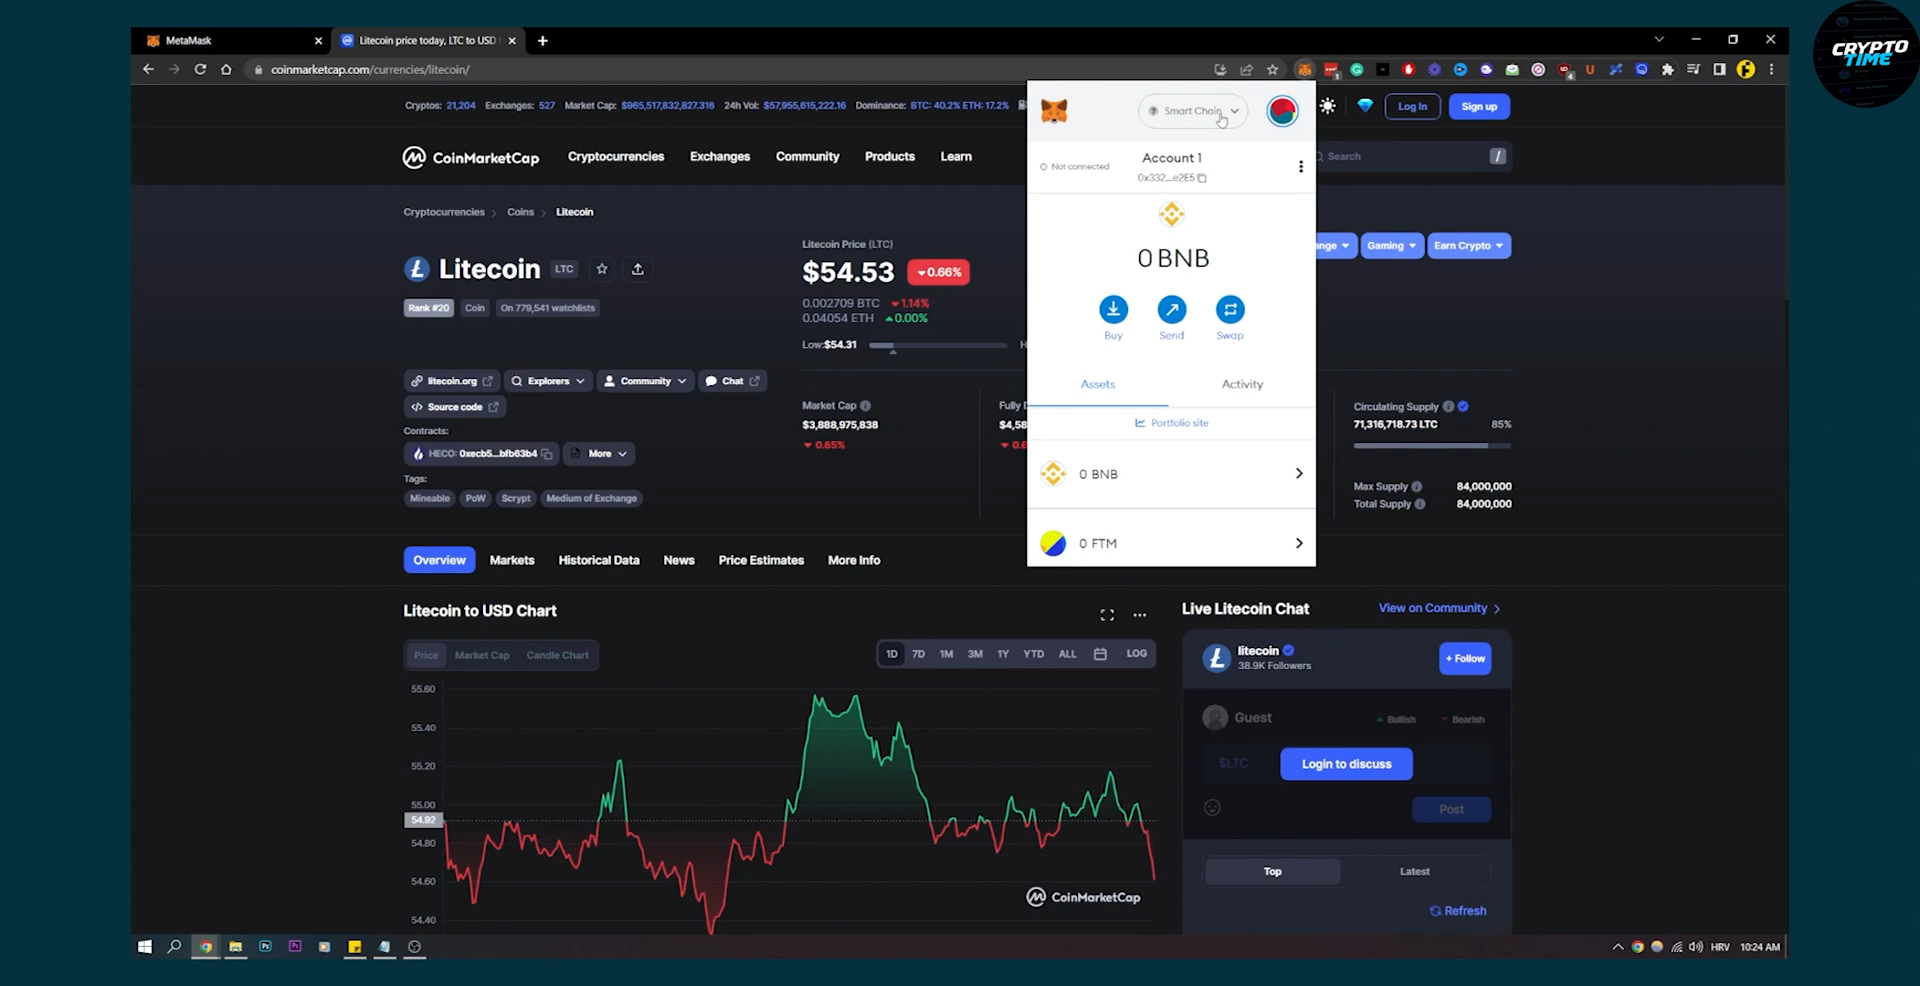 MetaMask
Litecoin price today, LTC to USD
CRYPTO
TIME
coinmarketcap.com/currencies/litecoin/
Cryptos: 21,204 Exchanges: 527 Market Cap: $965,517,832,827.316 24h Vol: $57,955,615,222.16 Dominance: BTC: 40.2% ETH: 17.2%
Log In
Sign up
CoinMarketCap
Cryptocurrencies Exchanges Community Products Learn
Search /
Smart Chain
Not connected
Account 1
0x332...e2E5
0 BNB
Buy Send Swap
Assets Activity
Portfolio site
0 BNB
0 FTM
Cryptocurrencies Coins Litecoin
Litecoin LTC
Rank #20 Coin On 779,541 watchlists
Litecoin Price (LTC)
$54.53 0.66%
0.002709 BTC 1.14%
0.04054 ETH 0.00%
Low:$54.31 H
nge Gaming Earn Crypto
litecoin.org Explorers Community Chat
Source code
Contracts:
HECO: 0xecb5...bfb63b4 More
Tags:
Mineable PoW Scrypt Medium of Exchange
Market Cap
$3,888,975,838
0.65%
Fully D
$4,58
0.6
Circulating Supply
71,316,718.73 LTC 85%
Max Supply 84,000,000
Total Supply 84,000,000
Overview Markets Historical Data News Price Estimates More Info
Litecoin to USD Chart
Price Market Cap Candle Chart
1D 7D 1M 3M 1Y YTD ALL LOG
55.60
55.40
55.20
55.00
54.92
54.80
54.60
54.40
CoinMarketCap
Live Litecoin Chat
View on Community
litecoin
38.9K Followers
+ Follow
Guest
Bullish Bearish
$LTC
Login to discuss
Post
Top Latest
Refresh
HRV 10:24 AM